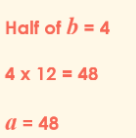 Half of b = 4
4 x 12 = 48
a = 48